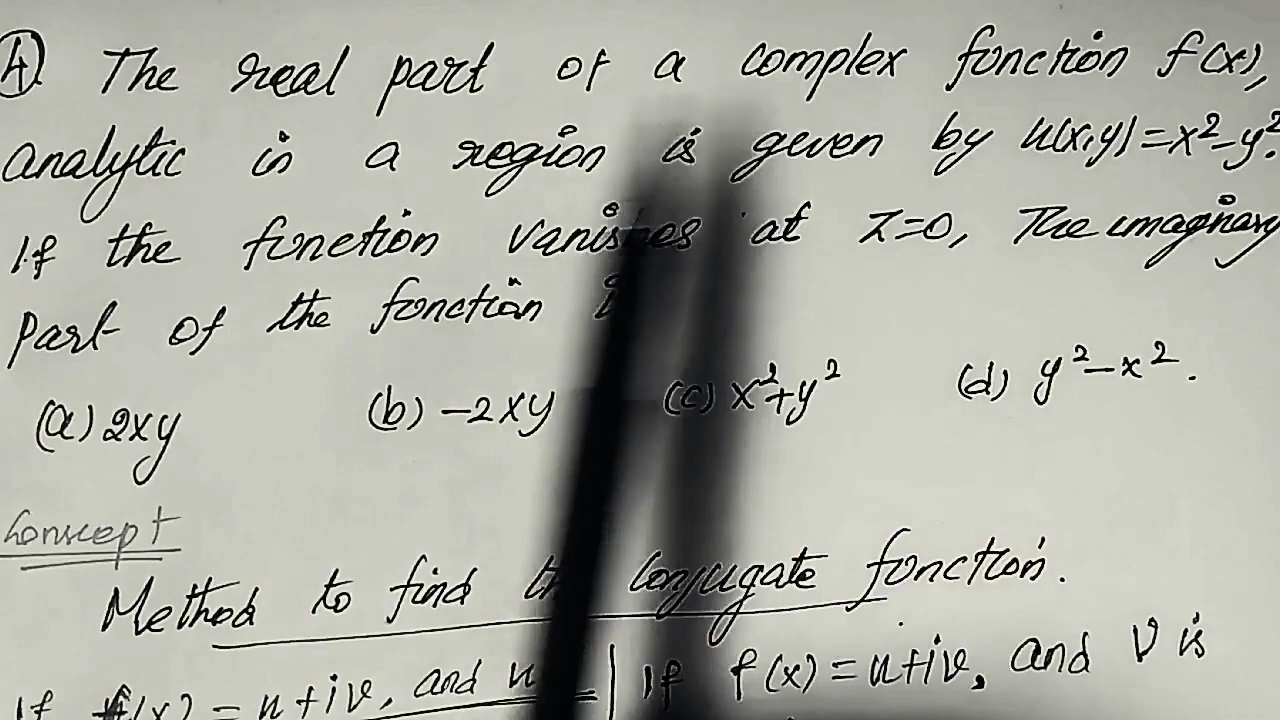 4) The real part of a complex function f(x),
analytic in a region is given by u(x,y)=x²-y².
If the function vanishes at z=0, The imaginary
Part of the function
(a) 2xy (b) -2xy (c) x²+y² (d) y²-x².
Concept
Method to find the conjugate function.
If f(x) = u+iv, and u | If f(x) = u+iv, and v is